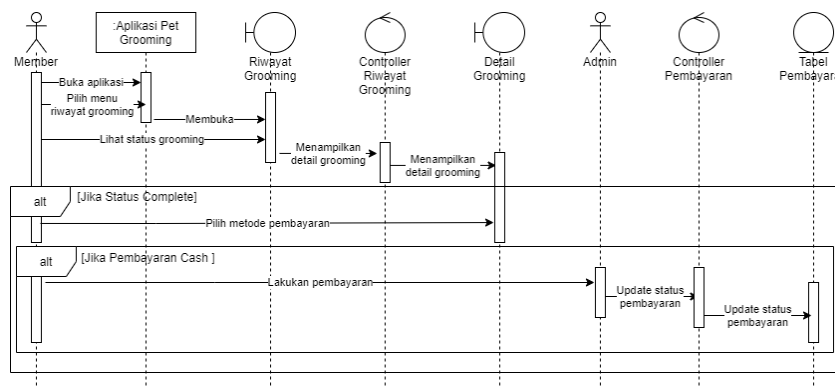 :Aplikasi Pet
Grooming
Member
Riwayat
Grooming
Controller
Riwayat
Grooming
Detail
Grooming
Admin
Controller
Pembayaran
Tabel
Pembayara
Buka aplikasi
Pilih menu
riwayat grooming
Membuka
Lihat status grooming
Menampilkan
detail grooming
Menampilkan
detail grooming
alt
[Jika Status Complete]
Pilih metode pembayaran
alt
[Jika Pembayaran Cash ]
Lakukan pembayaran
Update status
pembayaran
Update status
pembayaran